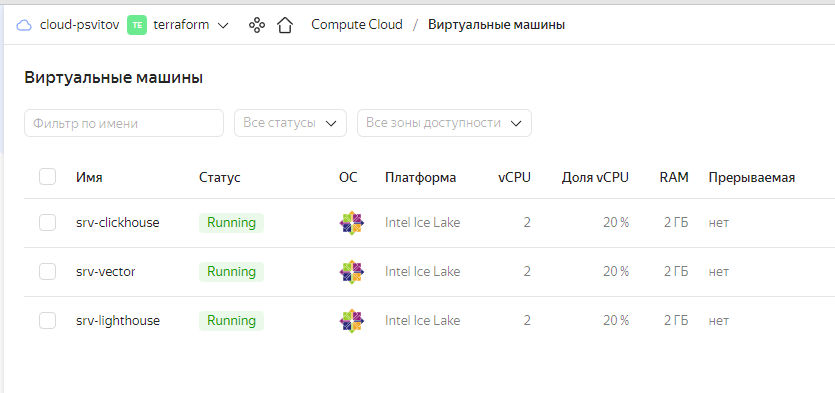 cloud-psvitov TE terraform Compute Cloud / Виртуальные машины
Виртуальные машины
Фильтр по имени Все статусы Все зоны доступности
Имя Статус ОС Платформа vCPU Доля vCPU RAM Прерываемая
srv-clickhouse Running Intel Ice Lake 2 20 % 2 ГБ нет
srv-vector Running Intel Ice Lake 2 20 % 2 ГБ нет
srv-lighthouse Running Intel Ice Lake 2 20 % 2 ГБ нет